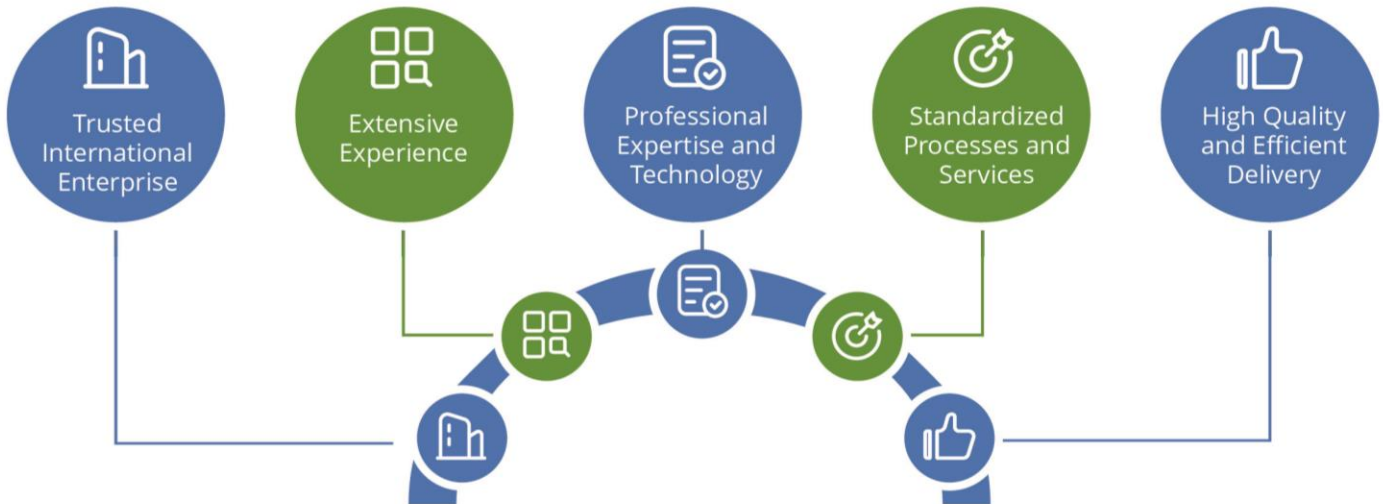 Trusted
International
Enterprise
Extensive
Experience
Professional
Expertise and
Technology
Standardized
Processes and
Services
High Quality
and Efficient
Delivery